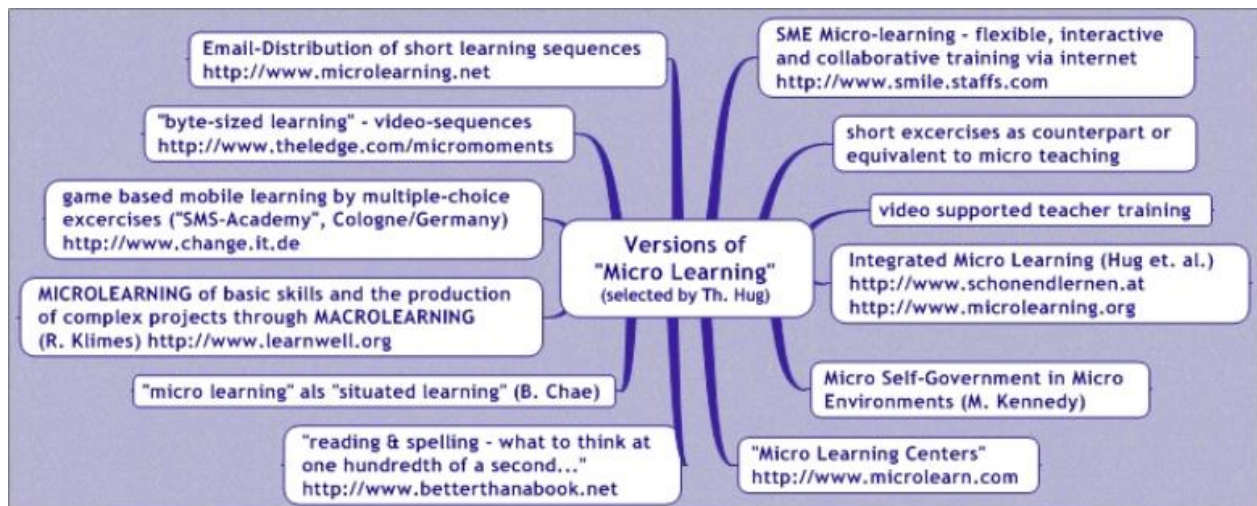 Email-Distribution of short learning sequences
http://www.microlearning.net
"byte-sized learning" - video-sequences
http://www.theledge.com/micromoments
game based mobile learning by multiple-choice
excercises ("SMS-Academy", Cologne/Germany)
http://www.change.it.de
MICROLEARNING of basic skills and the production
of complex projects through MACROLEARNING
(R. Klimes) http://www.learnwell.org
"micro learning" als "situated learning" (B. Chae)
"reading & spelling - what to think at
one hundredth of a second..."
http://www.betterthanabook.net
Versions of
"Micro Learning"
(selected by Th. Hug)
SME Micro-learning - flexible, interactive
and collaborative training via internet
http://www.smile.staffs.com
short excercises as counterpart or
equivalent to micro teaching
video supported teacher training
Integrated Micro Learning (Hug et. al.)
http://www.schonendlernen.at
http://www.microlearning.org
Micro Self-Government in Micro
Environments (M. Kennedy)
"Micro Learning Centers"
http://www.microlearn.com